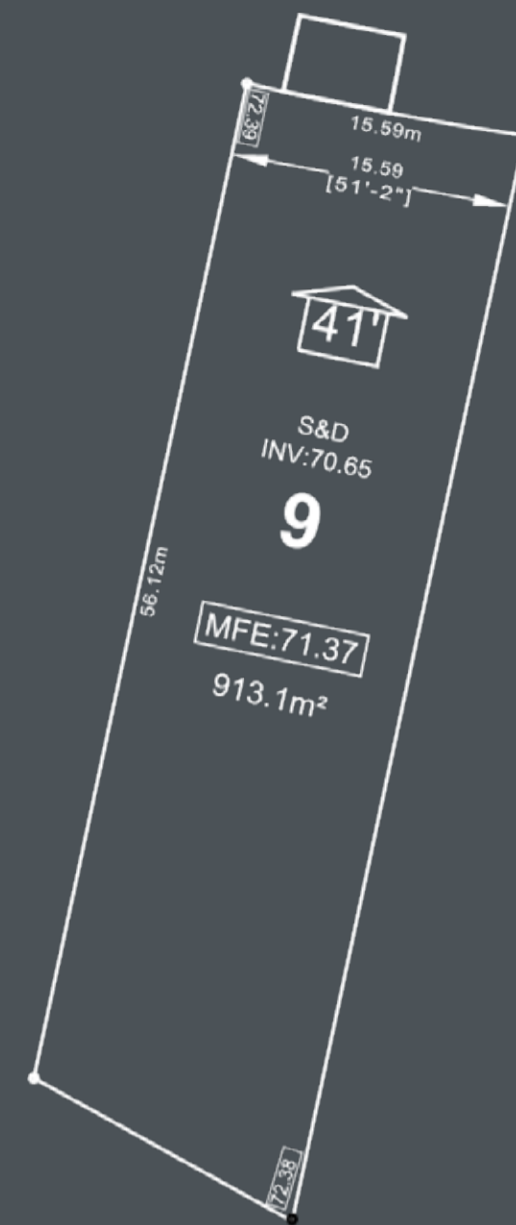 72.39
15.59m
15.59
[51'-2"]
41'
S&D
INV:70.65
9
56.12m
MFE:71.37
913.1m²
72.38